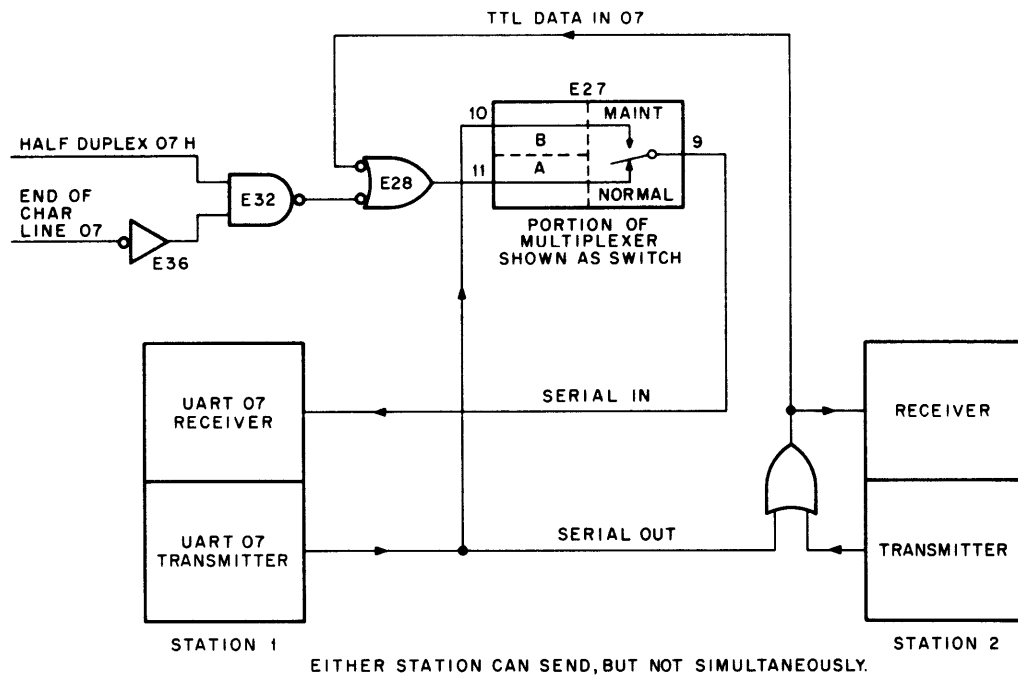 TTL DATA IN 07
E27
10
MAINT
B
9
HALF DUPLEX 07 H
A
11
E28
NORMAL
E32
END OF
CHAR
LINE 07
E36
PORTION OF
MULTIPLEXER
SHOWN AS SWITCH
SERIAL IN
UART 07
RECEIVER
RECEIVER
SERIAL OUT
UART 07
TRANSMITTER
TRANSMITTER
STATION 1
STATION 2
EITHER STATION CAN SEND, BUT NOT SIMULTANEOUSLY.